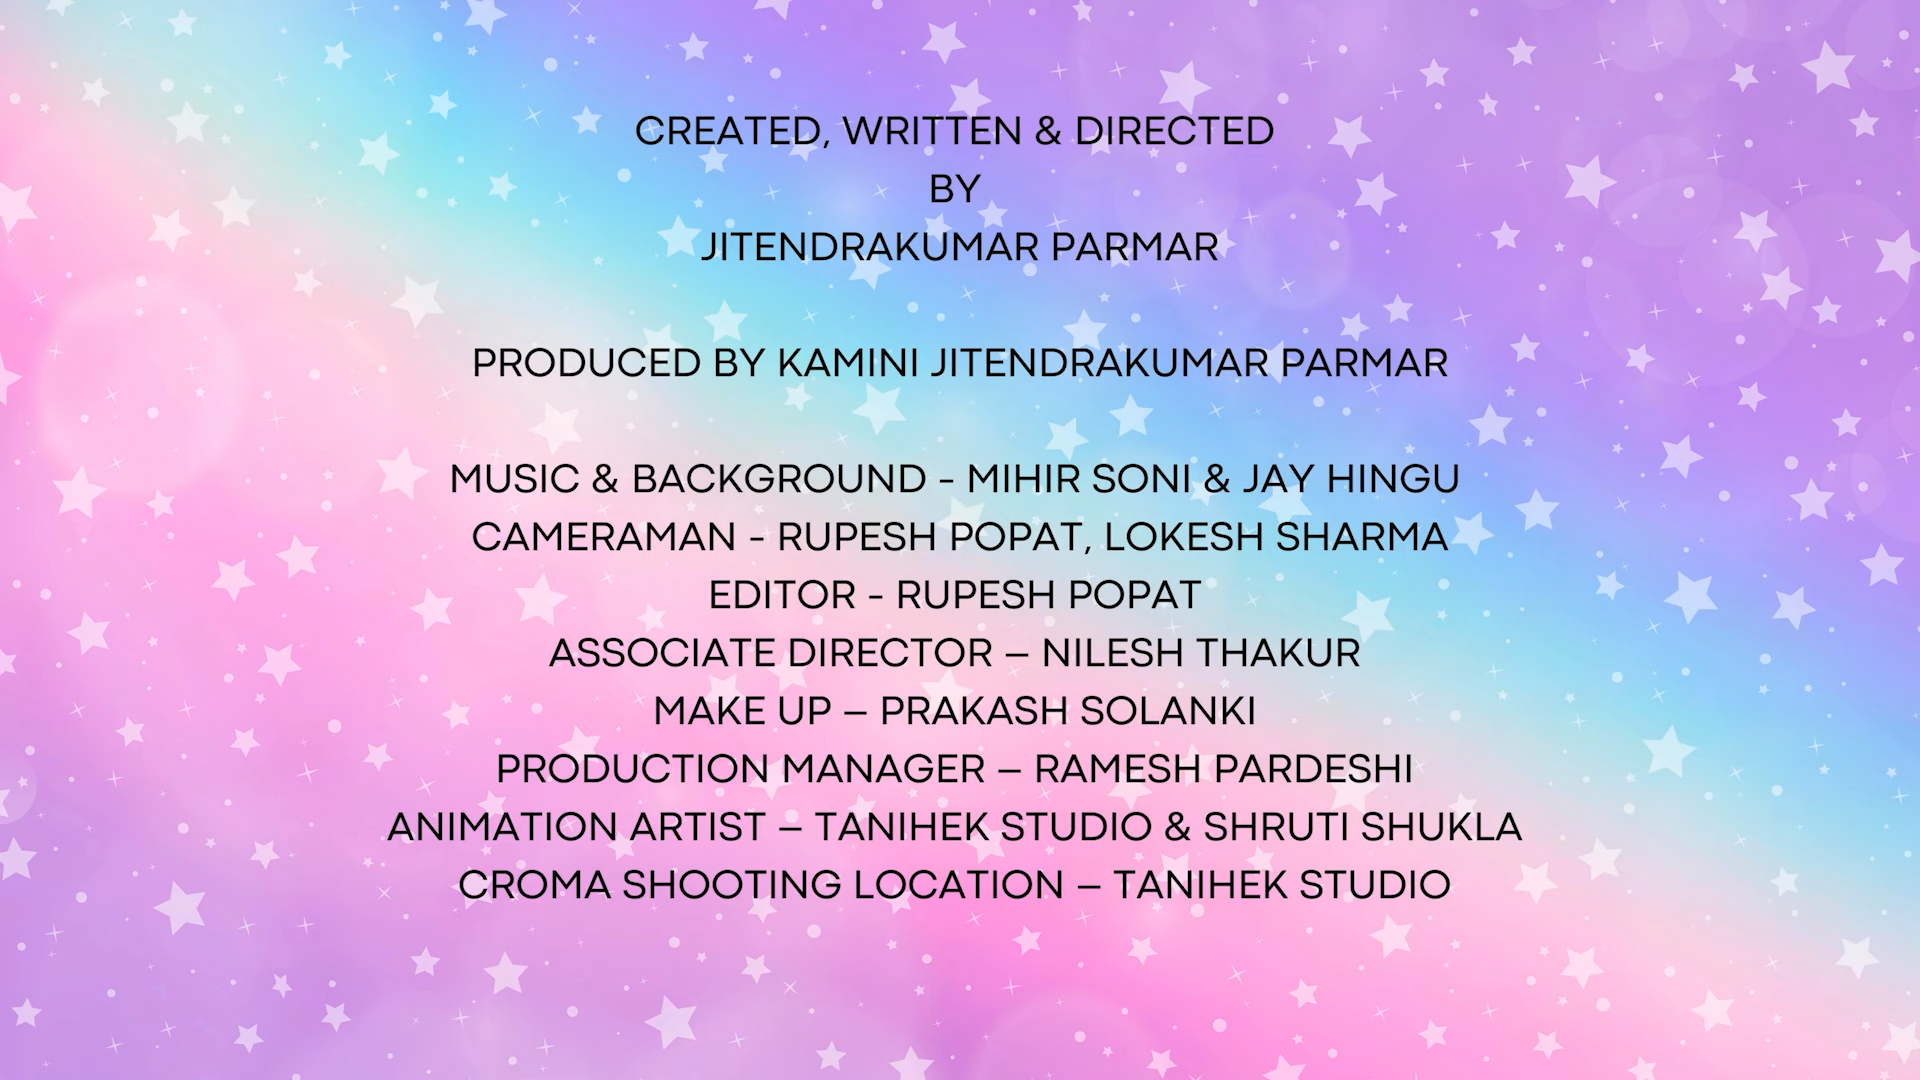 CREATED, WRITTEN & DIRECTED
BY
JITENDRAKUMAR PARMAR
PRODUCED BY KAMINI JITENDRAKUMAR PARMAR
MUSIC & BACKGROUND - MIHIR SONI & JAY HINGU
CAMERAMAN - RUPESH POPAT, LOKESH SHARMA
EDITOR - RUPESH POPAT
ASSOCIATE DIRECTOR – NILESH THAKUR
MAKE UP – PRAKASH SOLANKI
PRODUCTION MANAGER – RAMESH PARDESHI
ANIMATION ARTIST – TANIHEK STUDIO & SHRUTI SHUKLA
CROMA SHOOTING LOCATION – TANIHEK STUDIO